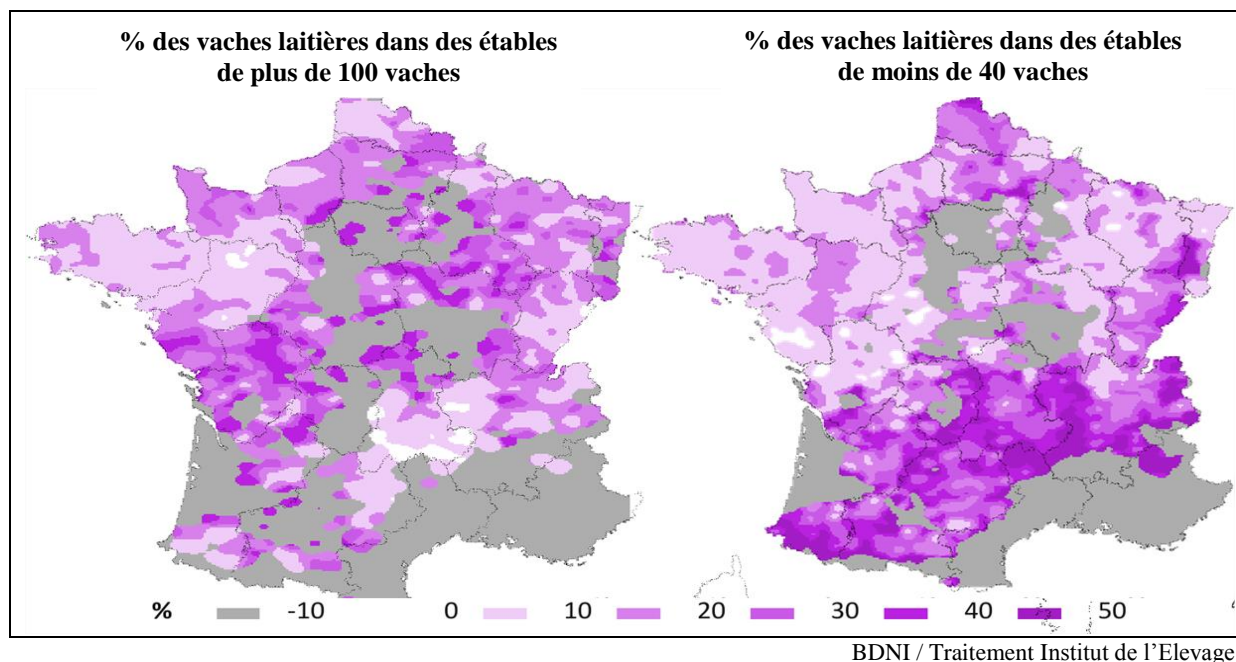 % des vaches laitières dans des étables
de plus de 100 vaches
% des vaches laitières dans des étables
de moins de 40 vaches
% -10 0 10 20 30 40 50
BDNI / Traitement Institut de l'Elevage